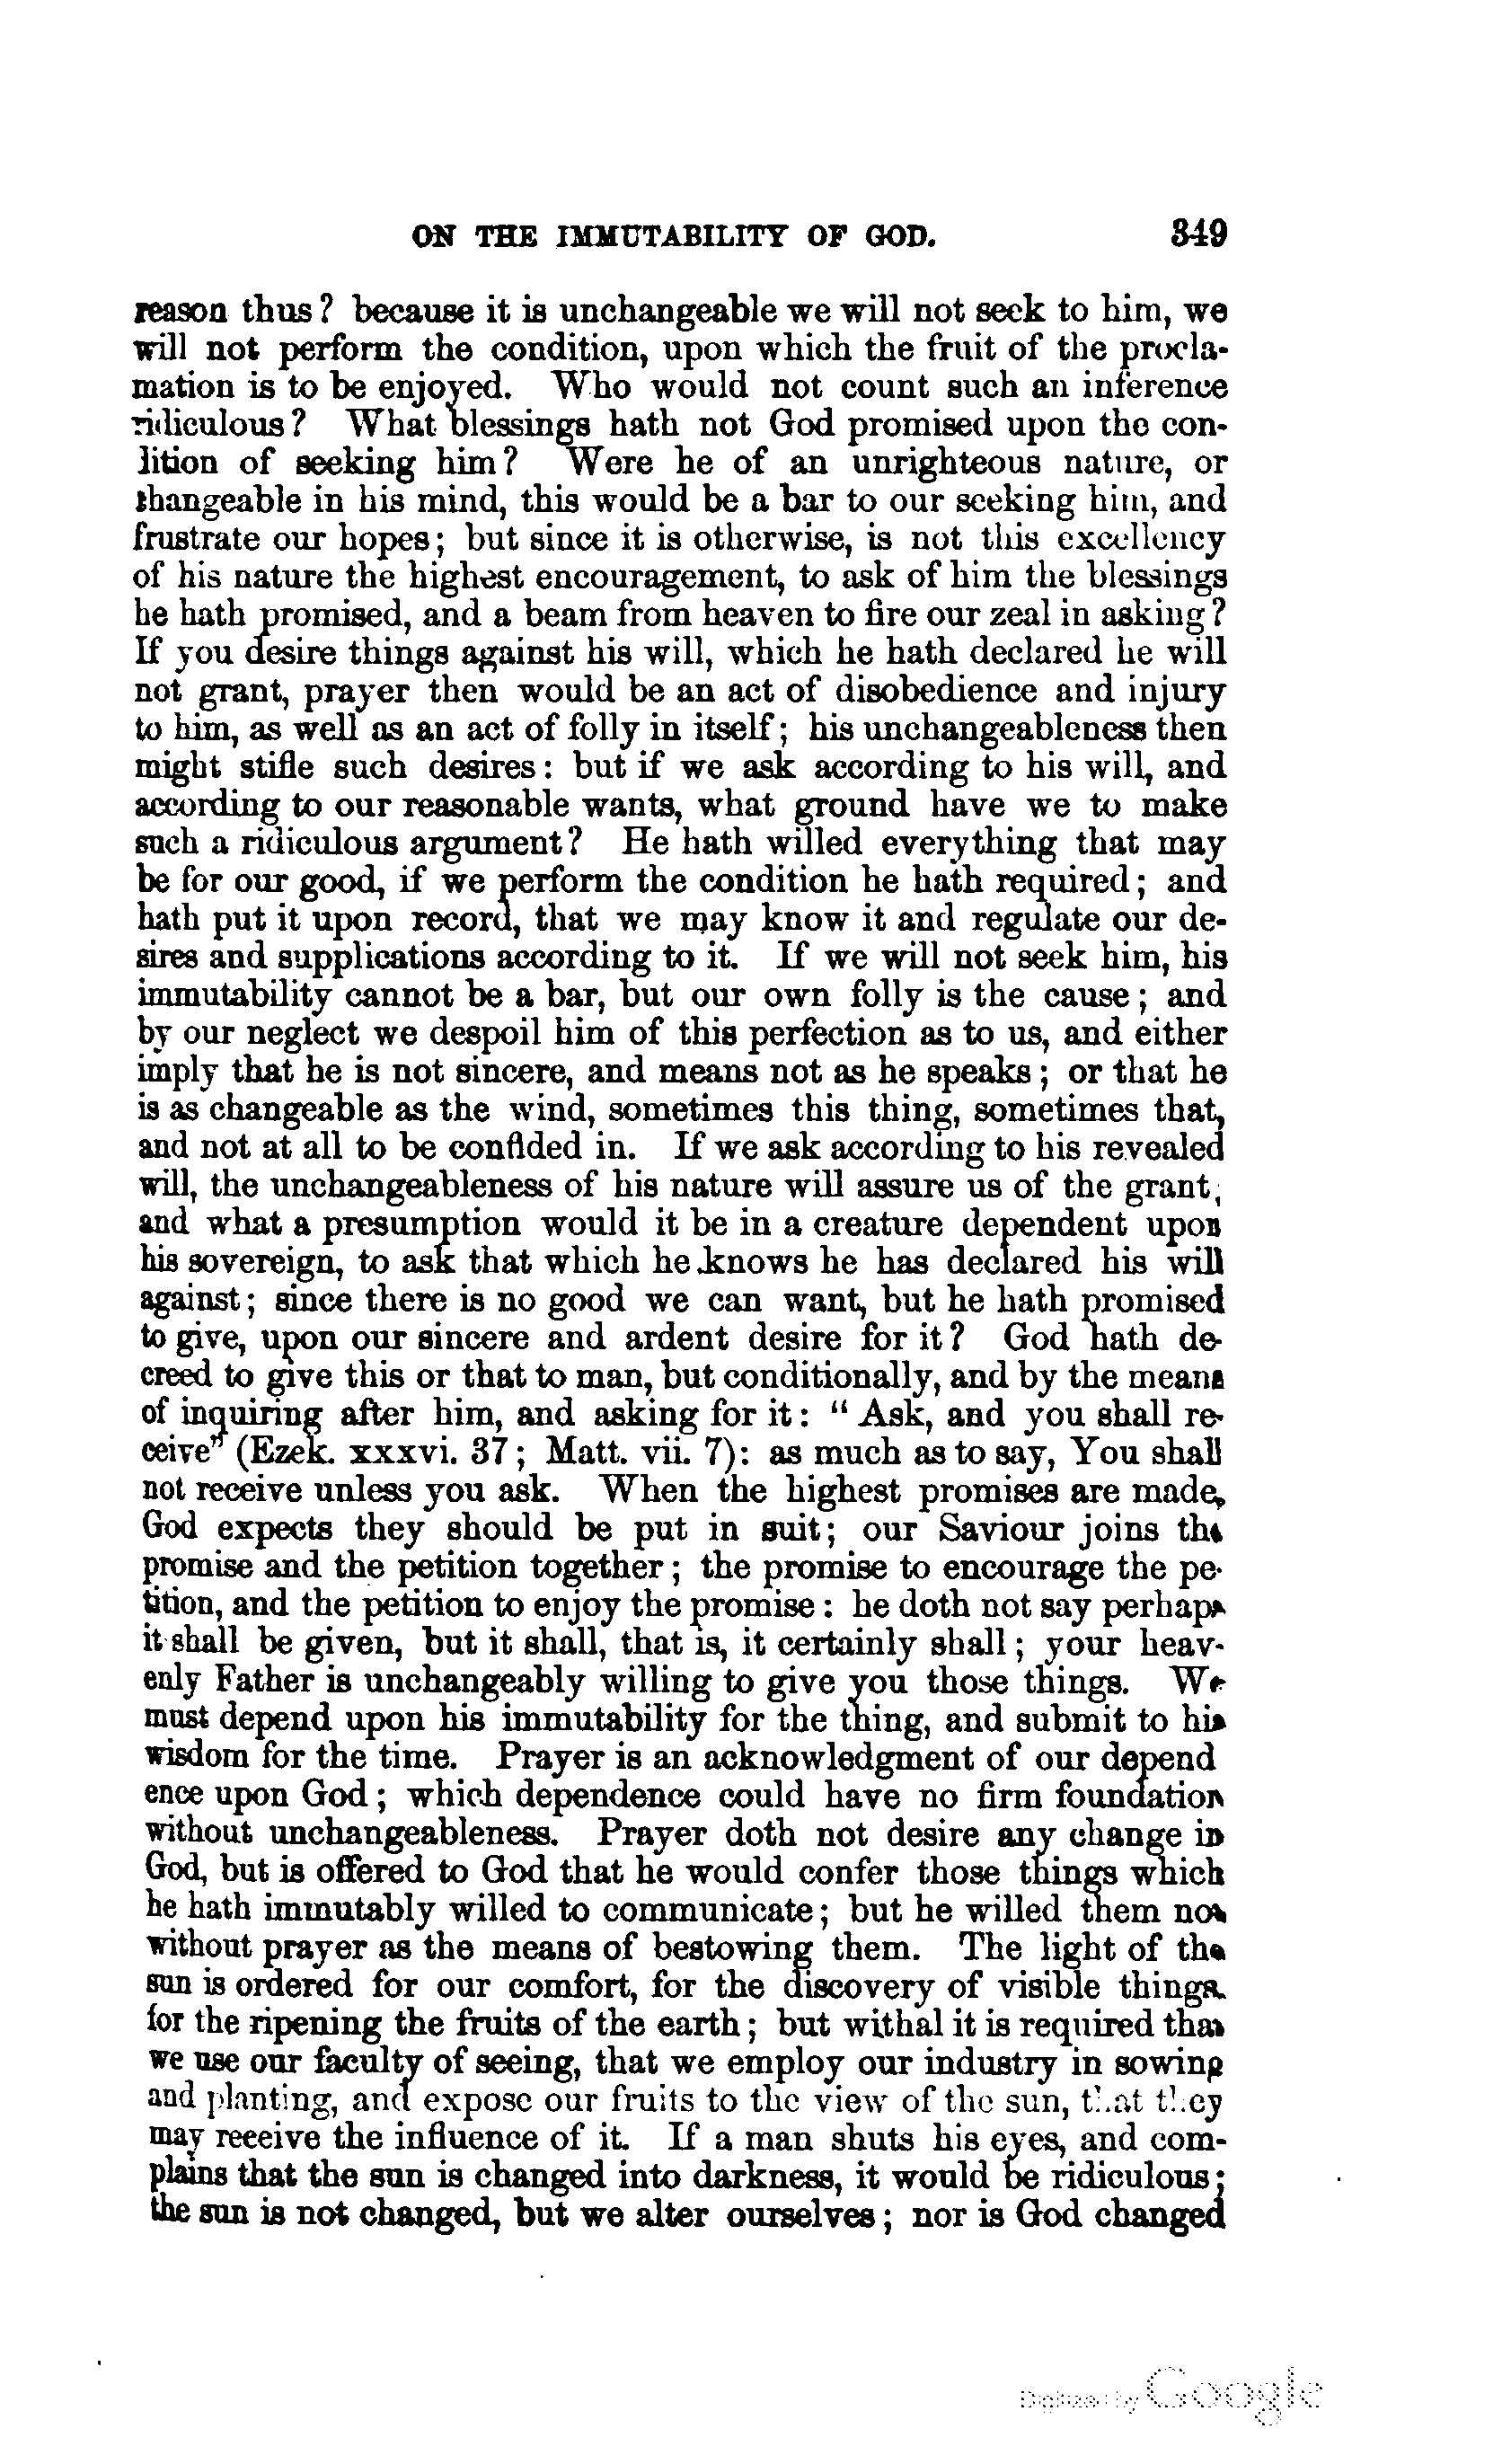 ON THE IMMUTABILITY OF GOD. 349
reason thus? because it is unchangeable we will not seek to him, we
will not perform the condition, upon which the fruit of the procla-
mation is to be enjoyed. Who would not count such an inference
ridiculous? What blessings hath not God promised upon the con-
lition of seeking him? Were he of an unrighteous nature, or
changeable in his mind, this would be a bar to our seeking him, and
frustrate our hopes; but since it is otherwise, is not this excellency
of his nature the highest encouragement, to ask of him the blessings
he hath promised, and a beam from heaven to fire our zeal in asking?
If you desire things against his will, which he hath declared he will
not grant, prayer then would be an act of disobedience and injury
to him, as well as an act of folly in itself; his unchangeableness then
might stifle such desires: but if we ask according to his will, and
according to our reasonable wants, what ground have we to make
such a ridiculous argument? He hath willed everything that may
be for our good, if we perform the condition he hath required; and
hath put it upon record, that we may know it and regulate our de-
sires and supplications according to it. If we will not seek him, his
immutability cannot be a bar, but our own folly is the cause; and
by our neglect we despoil him of this perfection as to us, and either
imply that he is not sincere, and means not as he speaks; or that he
is as changeable as the wind, sometimes this thing, sometimes that,
and not at all to be confided in. If we ask according to his revealed
will, the unchangeableness of his nature will assure us of the grant;
and what a presumption would it be in a creature dependent upon
his sovereign, to ask that which he knows he has declared his will
against; since there is no good we can want, but he hath promised
to give, upon our sincere and ardent desire for it? God hath de-
creed to give this or that to man, but conditionally, and by the means
of inquiring after him, and asking for it: "Ask, and you shall re-
ceive" (Ezek. xxxvi. 37; Matt. vii. 7): as much as to say, You shall
not receive unless you ask. When the highest promises are made,
God expects they should be put in suit; our Saviour joins the
promise and the petition together; the promise to encourage the pe-
tition, and the petition to enjoy the promise: he doth not say perhaps
it shall be given, but it shall, that is, it certainly shall; your heav-
enly Father is unchangeably willing to give you those things. We
must depend upon his immutability for the thing, and submit to his
wisdom for the time. Prayer is an acknowledgment of our depend
ence upon God; which dependence could have no firm foundation
without unchangeableness. Prayer doth not desire any change in
God, but is offered to God that he would confer those things which
he hath immutably willed to communicate; but he willed them not
without prayer as the means of bestowing them. The light of the
sun is ordered for our comfort, for the discovery of visible things,
for the ripening the fruits of the earth; but withal it is required that
we use our faculty of seeing, that we employ our industry in sowing
and planting, and expose our fruits to the view of the sun, that they
may receive the influence of it. If a man shuts his eyes, and com-
plains that the sun is changed into darkness, it would be ridiculous;
the sun is not changed, but we alter ourselves; nor is God changed
Digitized by Google